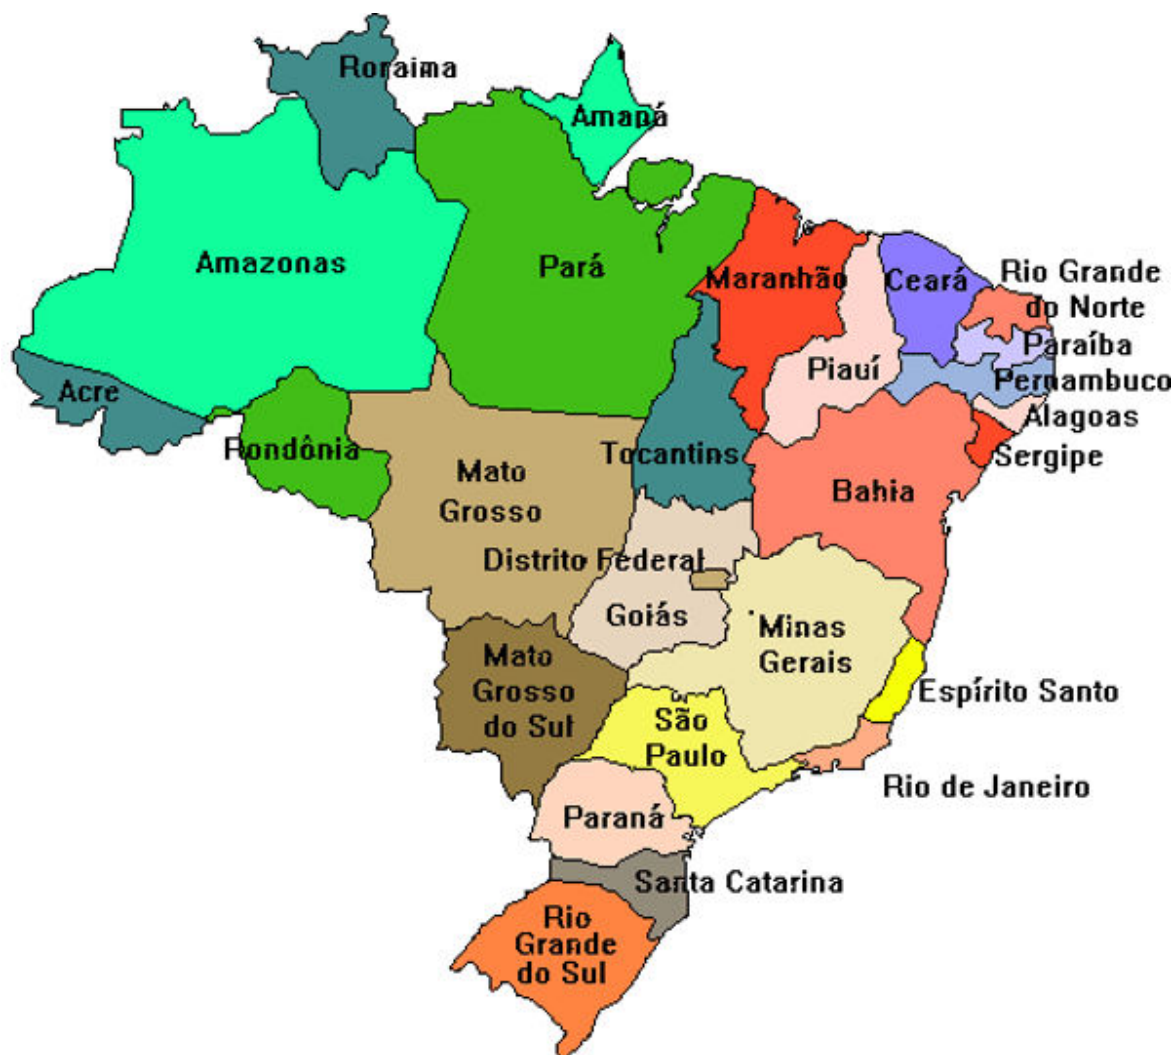 Roraima
Amapá
Amazonas
Pará
Maranhão
Ceará
Rio Grande
do Norte
Paraíba
Piauí
Pernambuco
Acre
Alagoas
Rondônia
Tocantins
Sergipe
Mato
Grosso
Bahia
Distrito Federal
Goiás
Minas
Gerais
Mato
Grosso
do Sul
Espírito Santo
São
Paulo
Rio de Janeiro
Paraná
Santa Catarina
Rio
Grande
do Sul